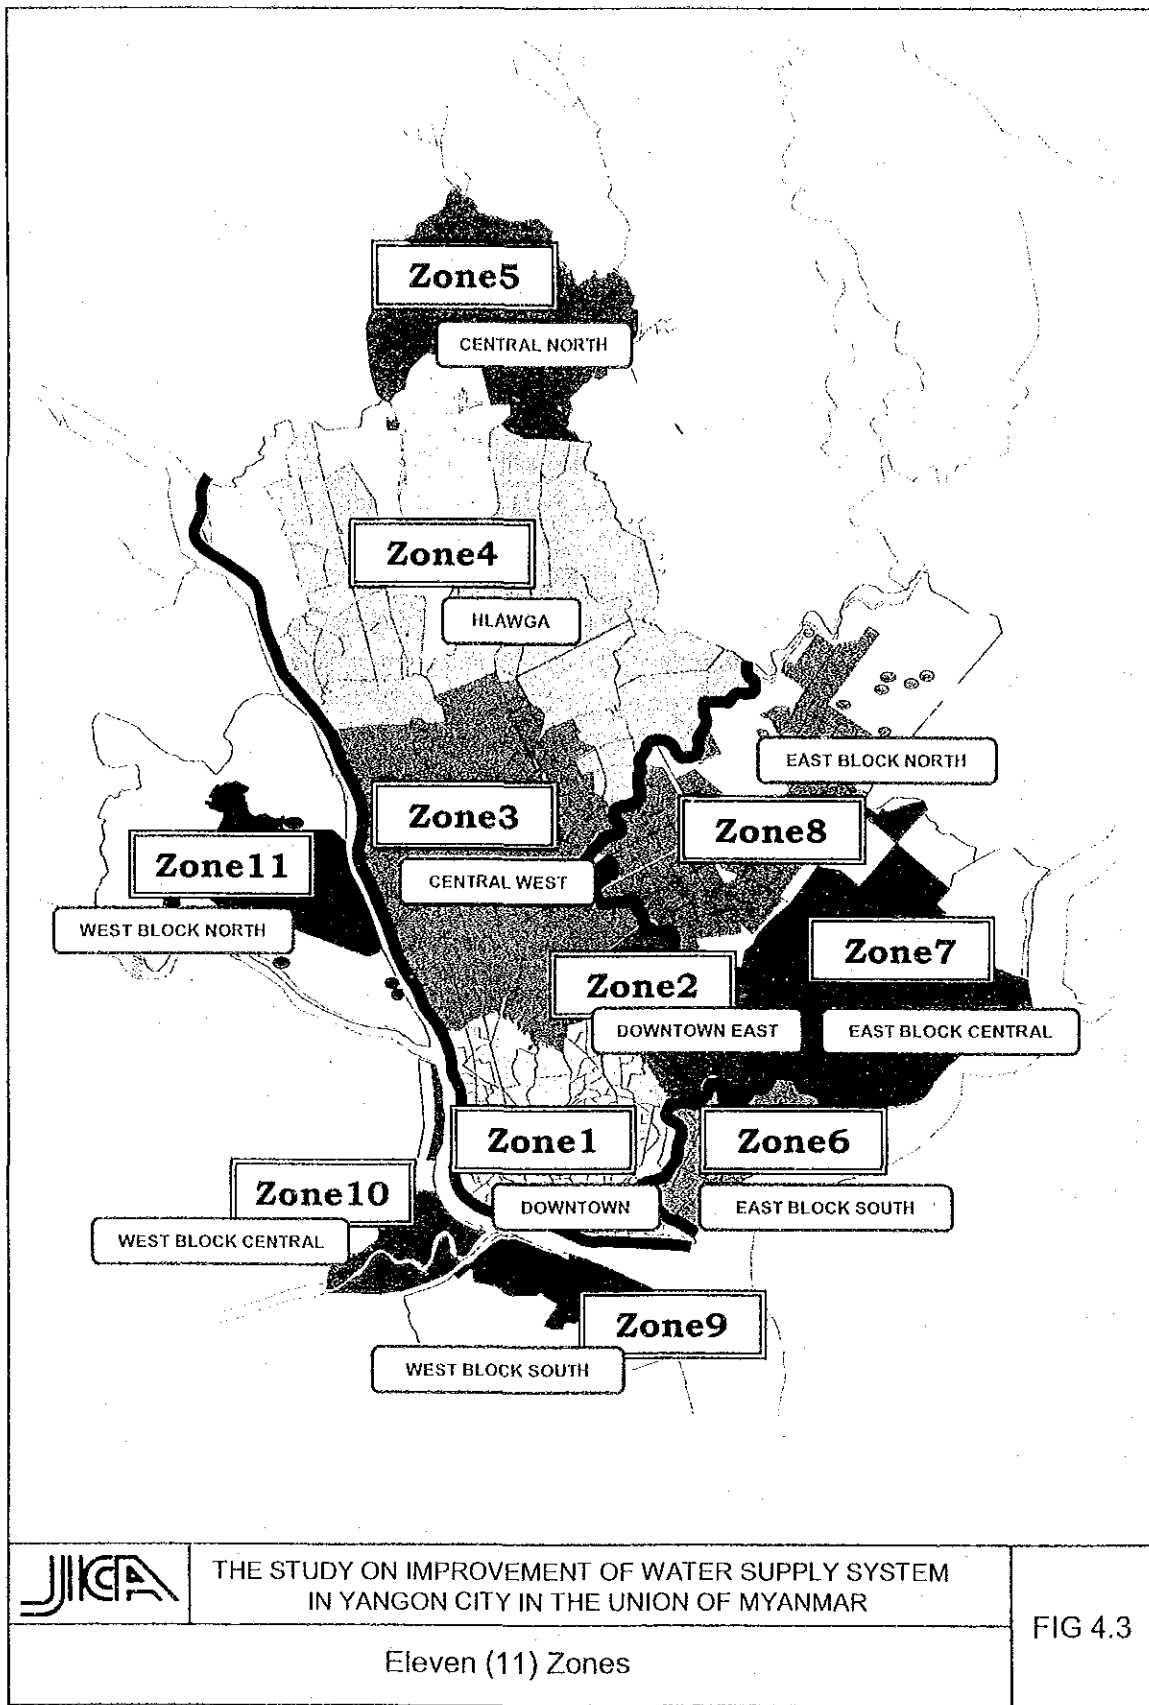 Zone5
CENTRAL NORTH
Zone4
HLAWGA
EAST BLOCK NORTH
Zone3
Zone8
Zone11
CENTRAL WEST
WEST BLOCK NORTH
Zone7
Zone2
DOWNTOWN EAST
EAST BLOCK CENTRAL
Zone1
Zone6
Zone10
DOWNTOWN
EAST BLOCK SOUTH
WEST BLOCK CENTRAL
Zone9
WEST BLOCK SOUTH
JICA
THE STUDY ON IMPROVEMENT OF WATER SUPPLY SYSTEM
IN YANGON CITY IN THE UNION OF MYANMAR
FIG 4.3
Eleven (11) Zones